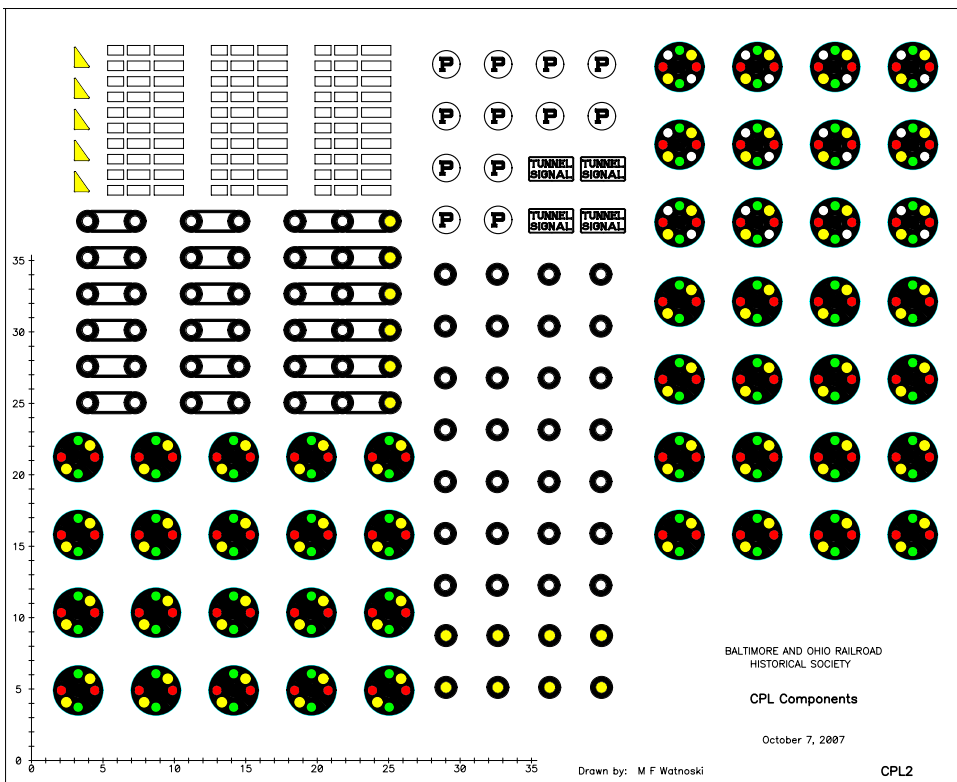 P P P P
P P P P
P P TUNNEL SIGNAL TUNNEL SIGNAL
P P TUNNEL SIGNAL TUNNEL SIGNAL
35
30
25
20
15
10
5
0
0 5 10 15 20 25 30 35
BALTIMORE AND OHIO RAILROAD
HISTORICAL SOCIETY
CPL Components
October 7, 2007
Drawn by: M F Watnoski
CPL2